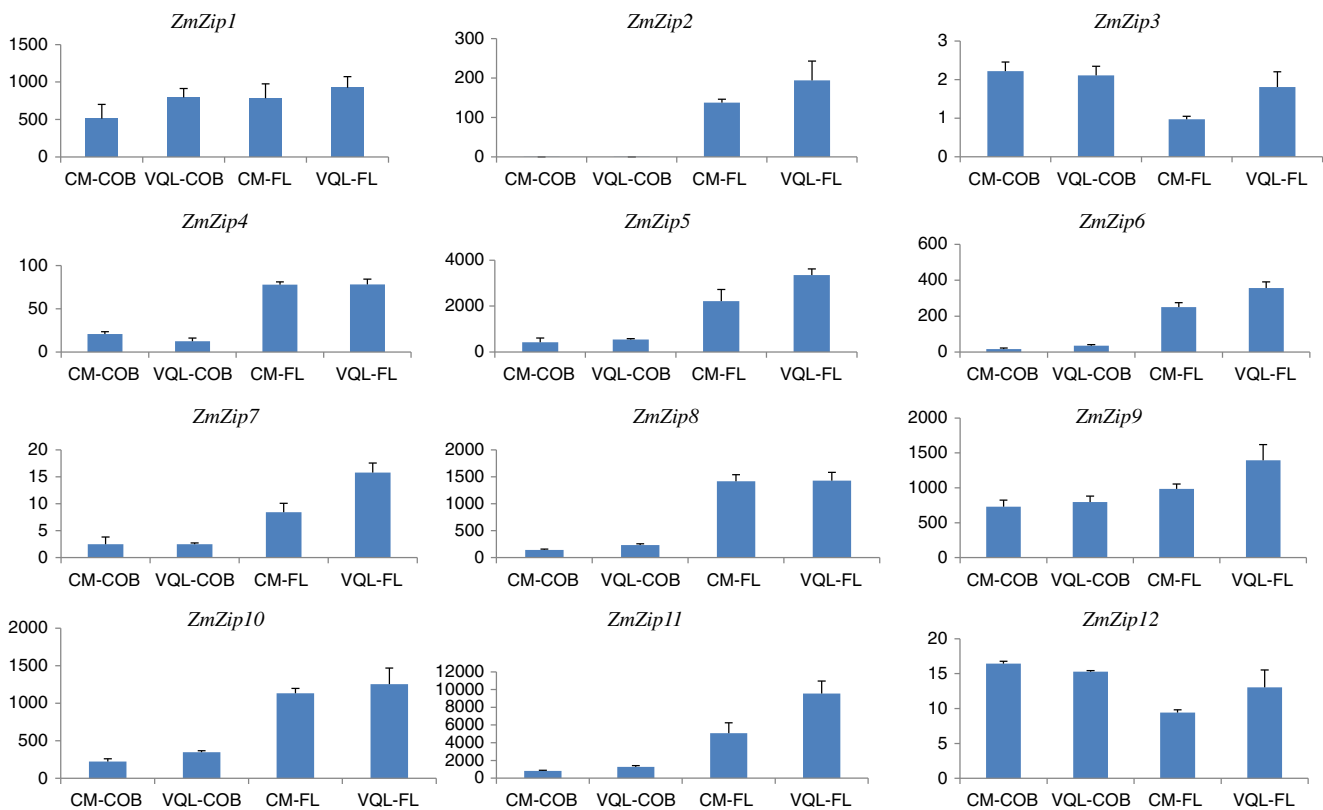 ZmZip1
1500
1000
500
0
CM-COB VQL-COB CM-FL VQL-FL
ZmZip2
300
200
100
0
CM-COB VQL-COB CM-FL VQL-FL
ZmZip3
3
2
1
0
CM-COB VQL-COB CM-FL VQL-FL
ZmZip4
100
50
0
CM-COB VQL-COB CM-FL VQL-FL
ZmZip5
4000
2000
0
CM-COB VQL-COB CM-FL VQL-FL
ZmZip6
600
400
200
0
CM-COB VQL-COB CM-FL VQL-FL
ZmZip7
20
15
10
5
0
CM-COB VQL-COB CM-FL VQL-FL
ZmZip8
2000
1500
1000
500
0
CM-COB VQL-COB CM-FL VQL-FL
ZmZip9
2000
1500
1000
500
0
CM-COB VQL-COB CM-FL VQL-FL
ZmZip10
2000
1500
1000
500
0
CM-COB VQL-COB CM-FL VQL-FL
ZmZip11
12000
10000
8000
6000
4000
2000
0
CM-COB VQL-COB CM-FL VQL-FL
ZmZip12
20
15
10
5
0
CM-COB VQL-COB CM-FL VQL-FL